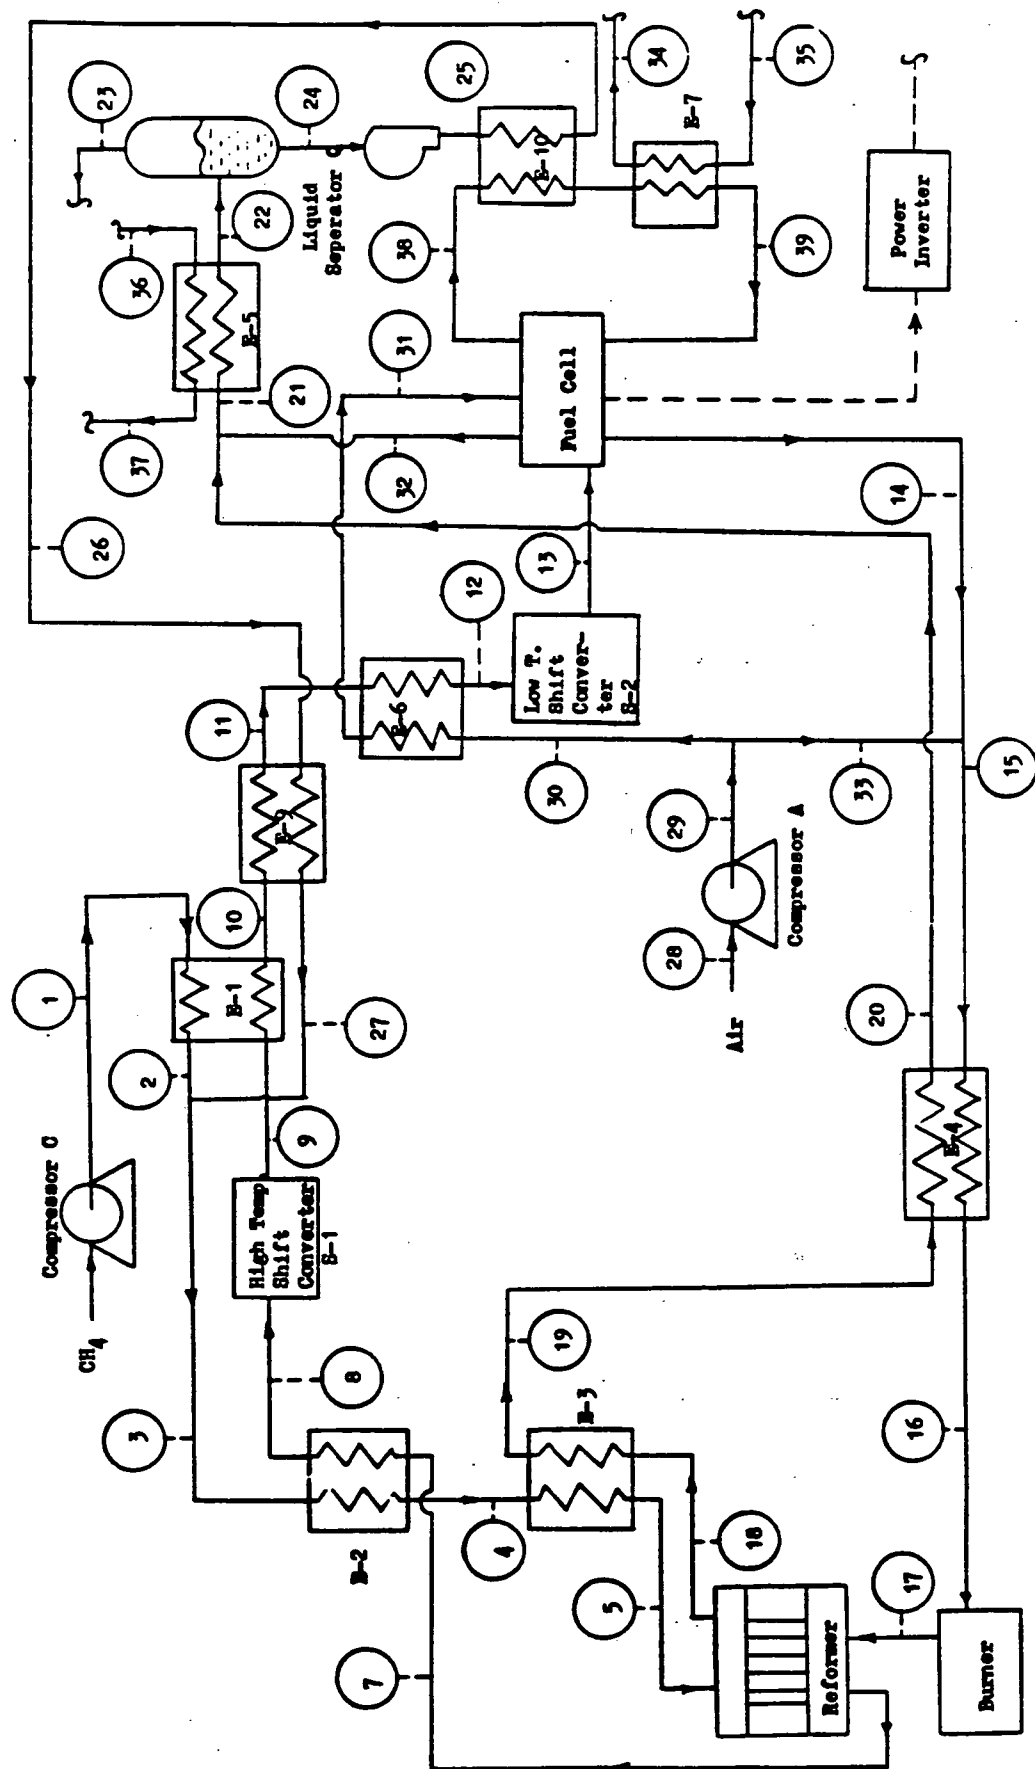 Compressor C
1
CH₄
26
23
3
2
37
36
E-1
11
E-5
22
10
E-9
21
24
High Temp
Shift
Converter
S-1
9
Liquid
Seperator
8
27
E-2
7
E-6
12
32
31
38
25
4
Low T.
Shift
Conver-
ter
S-2
13
Fuel Cell
E-10
19
E-3
30
5
34
28
29
E-7
18
Air
Compressor A
39
35
Reformer
33
17
20
14
Power
Inverter
16
E-4
Burner
15